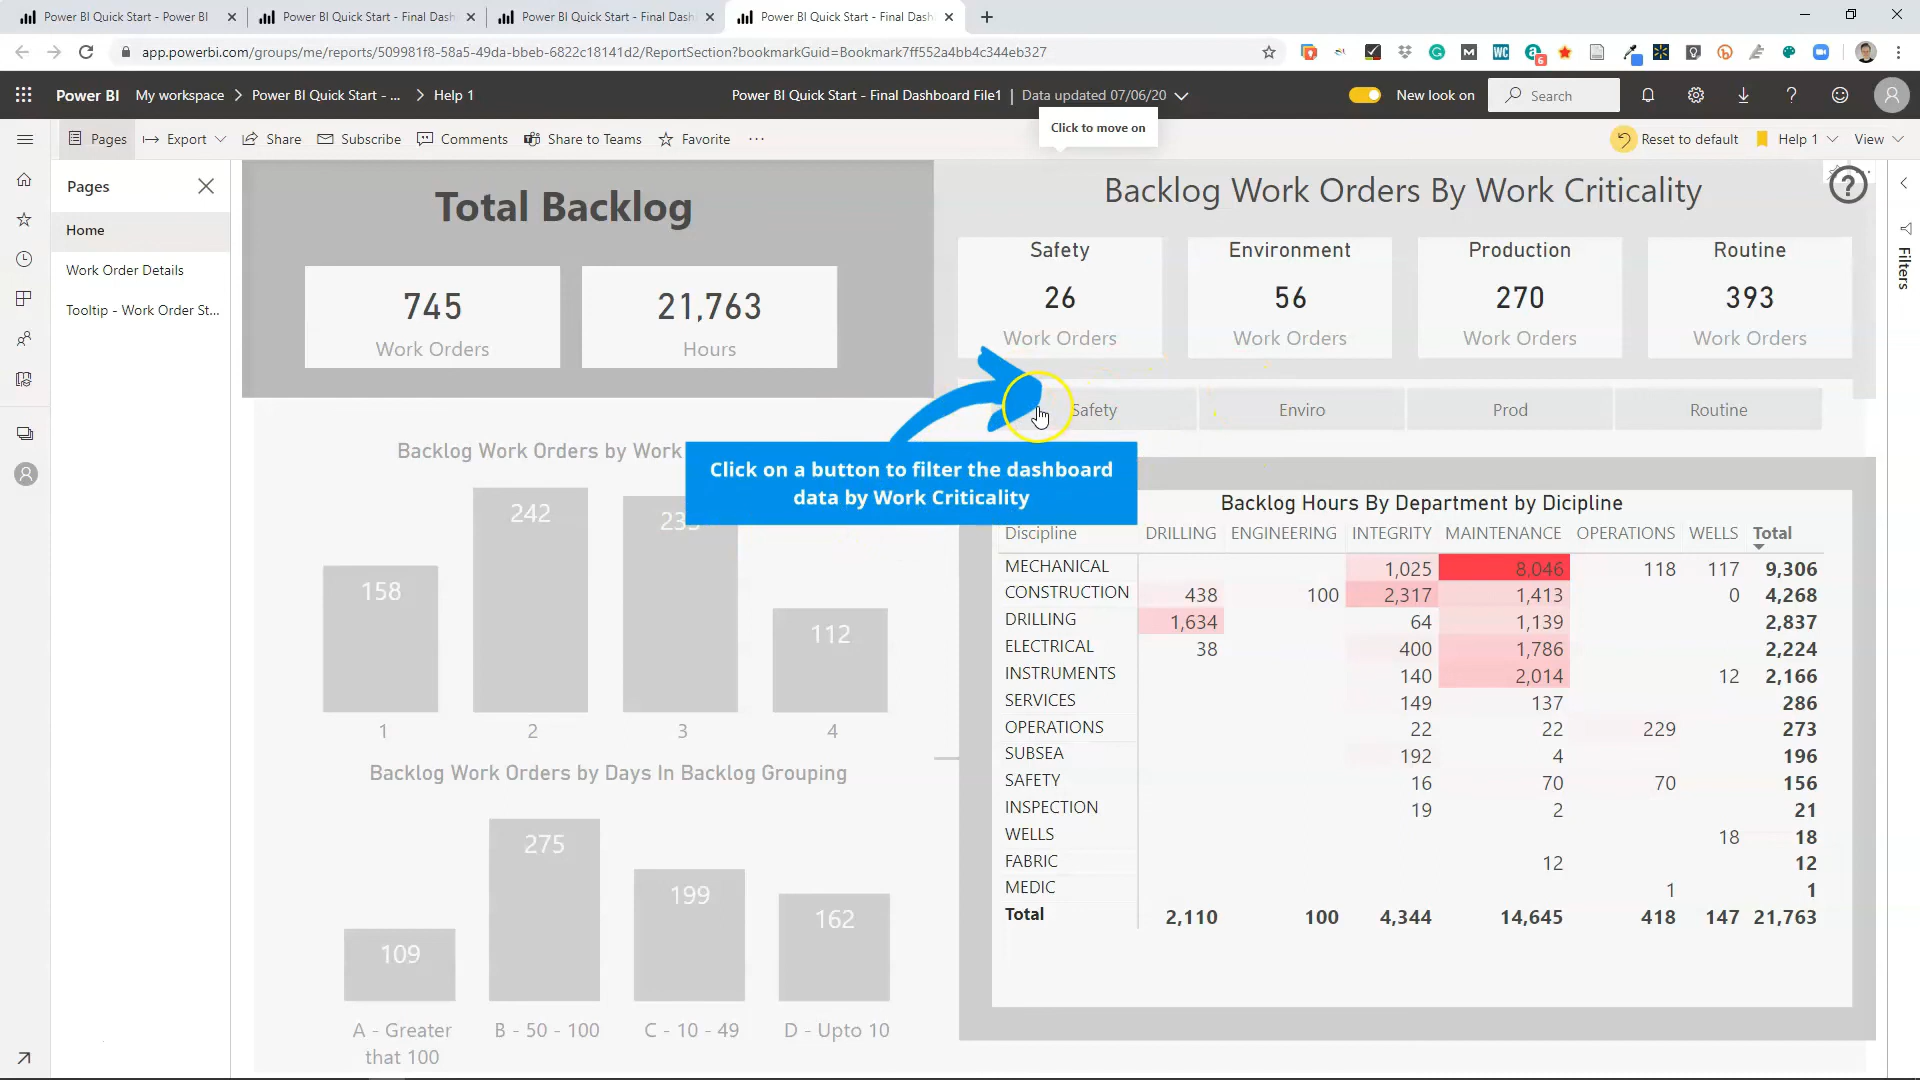 Power BI Quick Start - Power BI
Power BI Quick Start - Final Dash
Power BI Quick Start - Final Dash
Power BI Quick Start - Final Dash
app.powerbi.com/groups/me/reports/509981f8-58a5-49da-bbeb-6822c18141d2/ReportSection?bookmarkGuid=Bookmark7ff552a4bb4c344eb327
Power BI My workspace > Power BI Quick Start - ... > Help 1
Power BI Quick Start - Final Dashboard File1 | Data updated 07/06/20
New look on
Search
Click to move on
Pages
Export
Share
Subscribe
Comments
Share to Teams
Favorite
Reset to default
Help 1
View
Pages
Home
Work Order Details
Tooltip - Work Order St...
Filters
Total Backlog
745
Work Orders
21,763
Hours
Backlog Work Orders By Work Criticality
Safety Environment Production Routine
26 56 270 393
Work Orders Work Orders Work Orders Work Orders
Safety Enviro Prod Routine
Click on a button to filter the dashboard
data by Work Criticality
Backlog Work Orders by Work
158 242 112
1 2 3 4
Backlog Work Orders by Days In Backlog Grouping
109 275 199 162
A - Greater B - 50 - 100 C - 10 - 49 D - Upto 10
that 100
Backlog Hours By Department by Dicipline
Discipline DRILLING ENGINEERING INTEGRITY MAINTENANCE OPERATIONS WELLS Total
MECHANICAL 1,025 8,046 118 117 9,306
CONSTRUCTION 438 100 2,317 1,413 0 4,268
DRILLING 1,634 64 1,139 2,837
ELECTRICAL 38 400 1,786 2,224
INSTRUMENTS 140 2,014 12 2,166
SERVICES 149 137 286
OPERATIONS 22 22 229 273
SUBSEA 192 4 196
SAFETY 16 70 70 156
INSPECTION 19 2 21
WELLS 18 18
FABRIC 12 12
MEDIC 1 1
Total 2,110 100 4,344 14,645 418 147 21,763